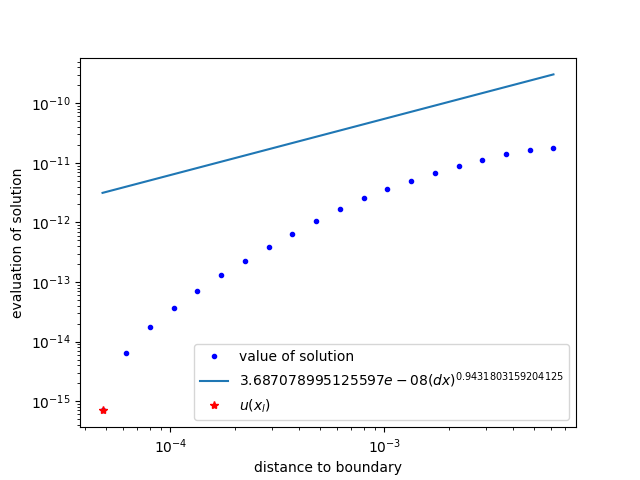 evaluation of solution
10⁻¹⁰
10⁻¹¹
10⁻¹²
10⁻¹³
10⁻¹⁴
10⁻¹⁵
value of solution
3.687078995125597e − 08(dx)^0.9431803159204125
u(x_l)
10⁻⁴ 10⁻³
distance to boundary